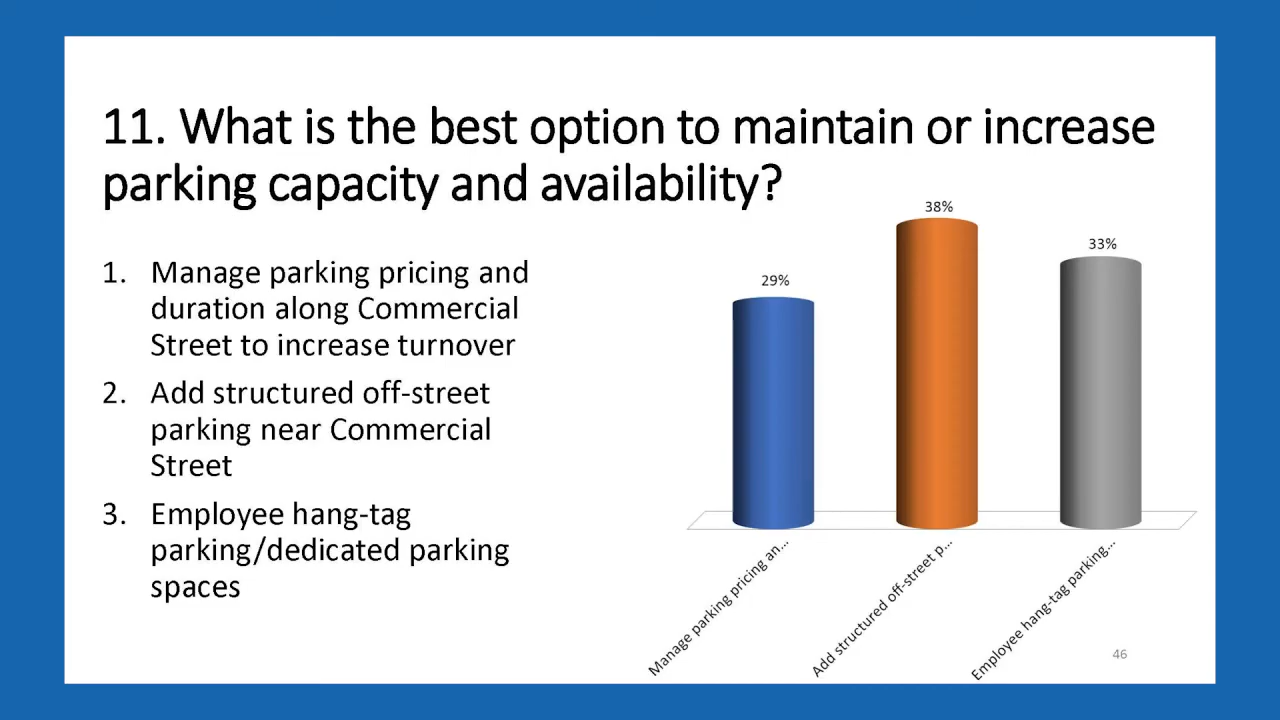 11. What is the best option to maintain or increase
parking capacity and availability?
1. Manage parking pricing and
duration along Commercial
Street to increase turnover
2. Add structured off-street
parking near Commercial
Street
3. Employee hang-tag
parking/dedicated parking
spaces
29%
38%
33%
Manage parking pricing an...
Add structured off-street p...
Employee hang-tag parking...
46